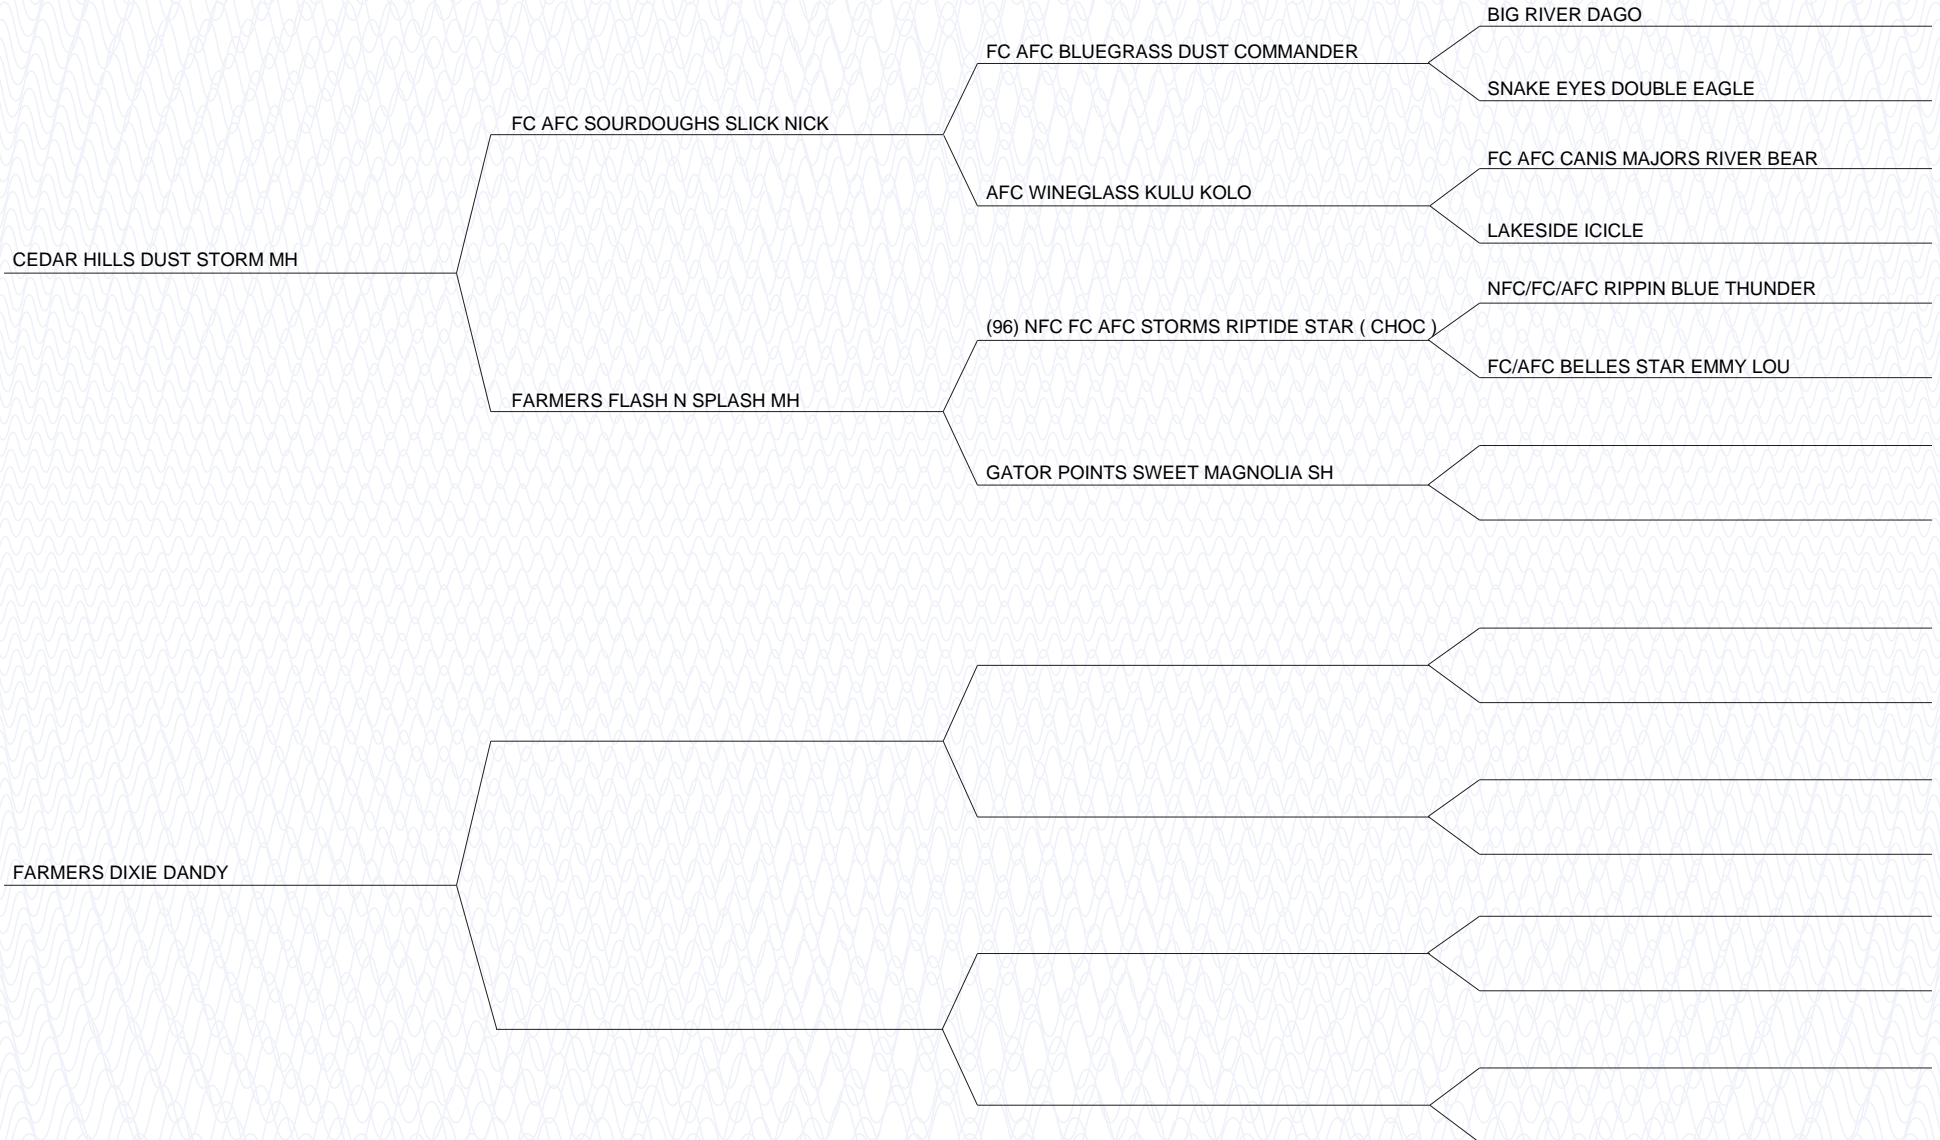 BIG RIVER DAGO
FC AFC BLUEGRASS DUST COMMANDER
SNAKE EYES DOUBLE EAGLE
FC AFC SOURDOUGHS SLICK NICK
FC AFC CANIS MAJORS RIVER BEAR
AFC WINEGLASS KULU KOLO
LAKESIDE ICICLE
CEDAR HILLS DUST STORM MH
NFC/FC/AFC RIPPIN BLUE THUNDER
(96) NFC FC AFC STORMS RIPTIDE STAR ( CHOC )
FC/AFC BELLES STAR EMMY LOU
FARMERS FLASH N SPLASH MH
GATOR POINTS SWEET MAGNOLIA SH
FARMERS DIXIE DANDY